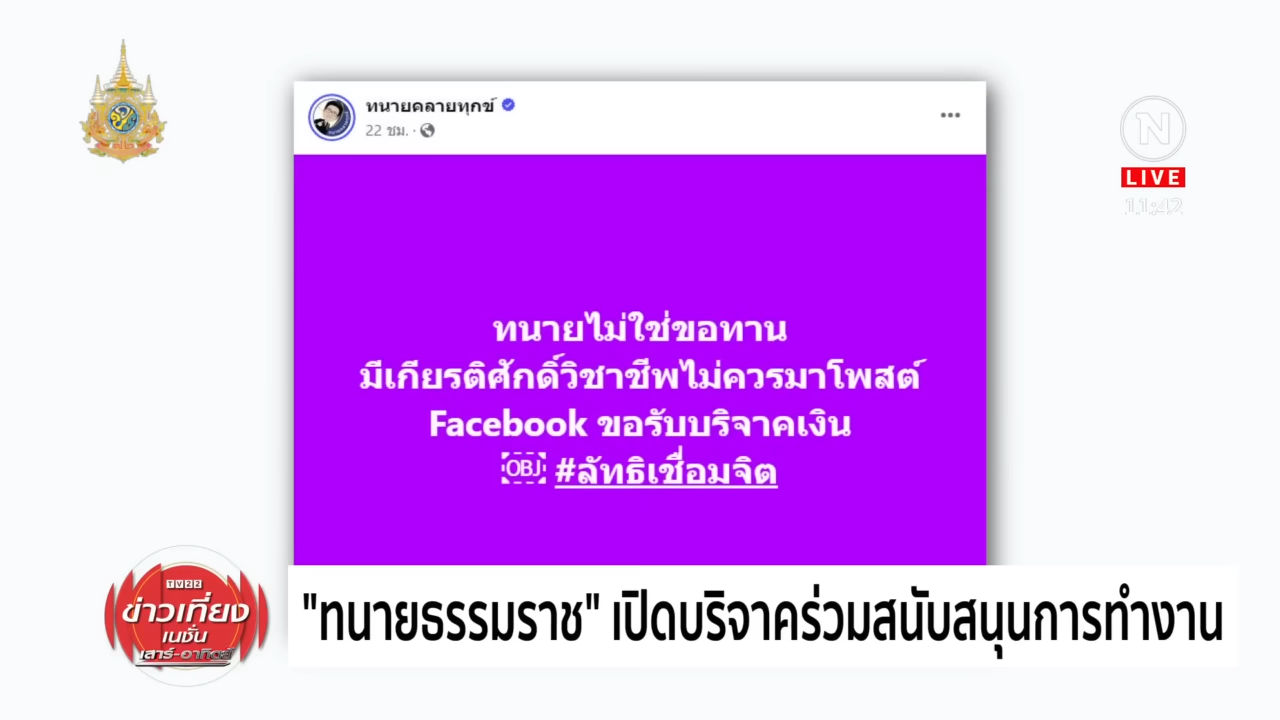 ทนายคลายทุกข์
22 ชม. ·
N
LIVE
11:42
ทนายไม่ใช่ขอทาน
มีเกียรติศักดิ์วิชาชีพไม่ควรมาโพสต์
Facebook ขอรับบริจาคเงิน
OBJ #ลัทธิเชื่อมจิต
TV22
ข่าวเที่ยง
เนชั่น
เสาร์-อาทิตย์
"ทนายธรรมราช" เปิดบริจาคร่วมสนับสนุนการทำงาน